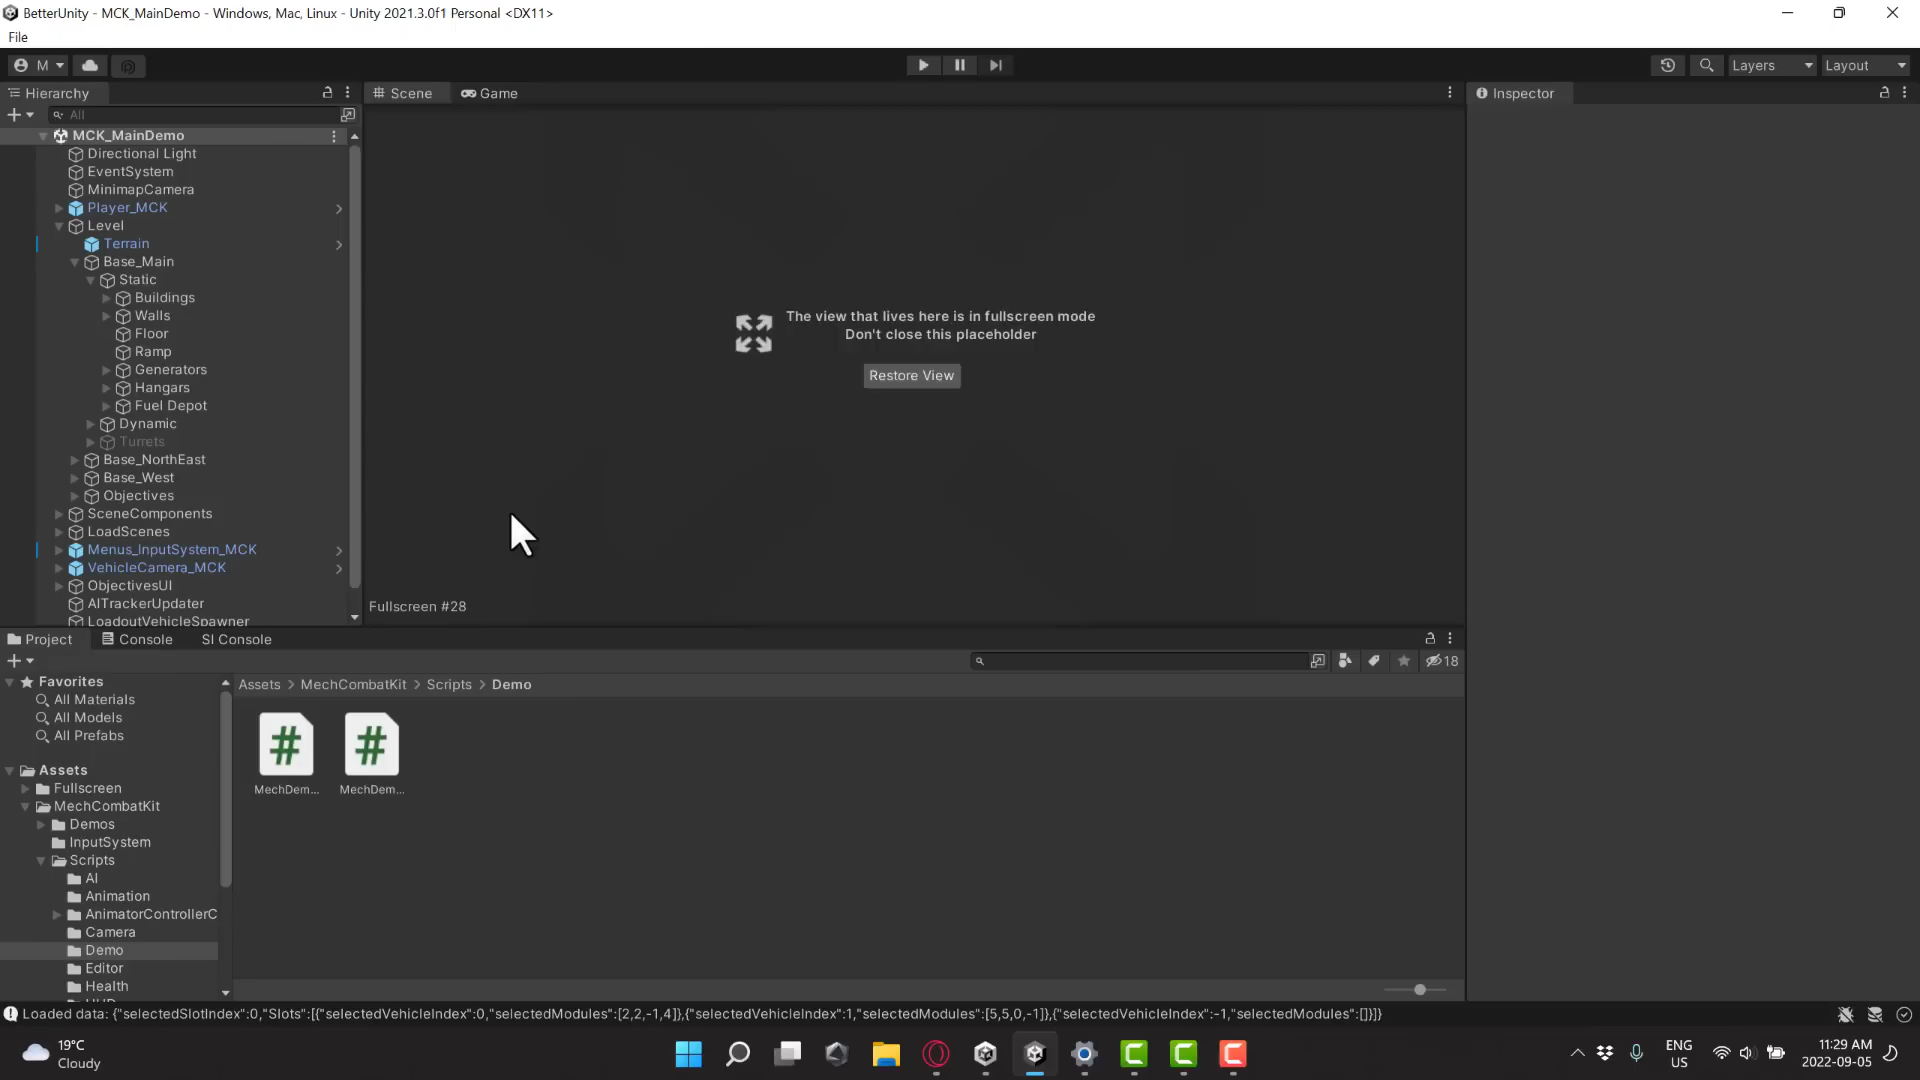 BetterUnity - MCK_MainDemo - Windows, Mac, Linux - Unity 2021.3.0f1 Personal <DX11>
File
M
Layers
Layout
Hierarchy
Scene
Game
Inspector
All
MCK_MainDemo
Directional Light
EventSystem
MinimapCamera
Player_MCK
Level
Terrain
Base_Main
Static
Buildings
Walls
Floor
Ramp
Generators
Hangars
Fuel Depot
Dynamic
Turrets
Base_NorthEast
Base_West
Objectives
SceneComponents
LoadScenes
Menus_InputSystem_MCK
VehicleCamera_MCK
ObjectivesUI
AITrackerUpdater
LoadoutVehicleSpawner
The view that lives here is in fullscreen mode
Don't close this placeholder
Restore View
Fullscreen #28
Project
Console
SI Console
18
Favorites
All Materials
All Models
All Prefabs
Assets
Fullscreen
MechCombatKit
Demos
InputSystem
Scripts
AI
Animation
AnimatorControllerC
Camera
Demo
Editor
Health
Assets > MechCombatKit > Scripts > Demo
MechDem...
MechDem...
Loaded data: {"selectedSlotIndex":0,"Slots":[{"selectedVehicleIndex":0,"selectedModules":[2,2,-1,4]},{"selectedVehicleIndex":1,"selectedModules":[5,5,0,-1]},{"selectedVehicleIndex":-1,"selectedModules":[]}]}
19°C
Cloudy
ENG
US
11:29 AM
2022-09-05